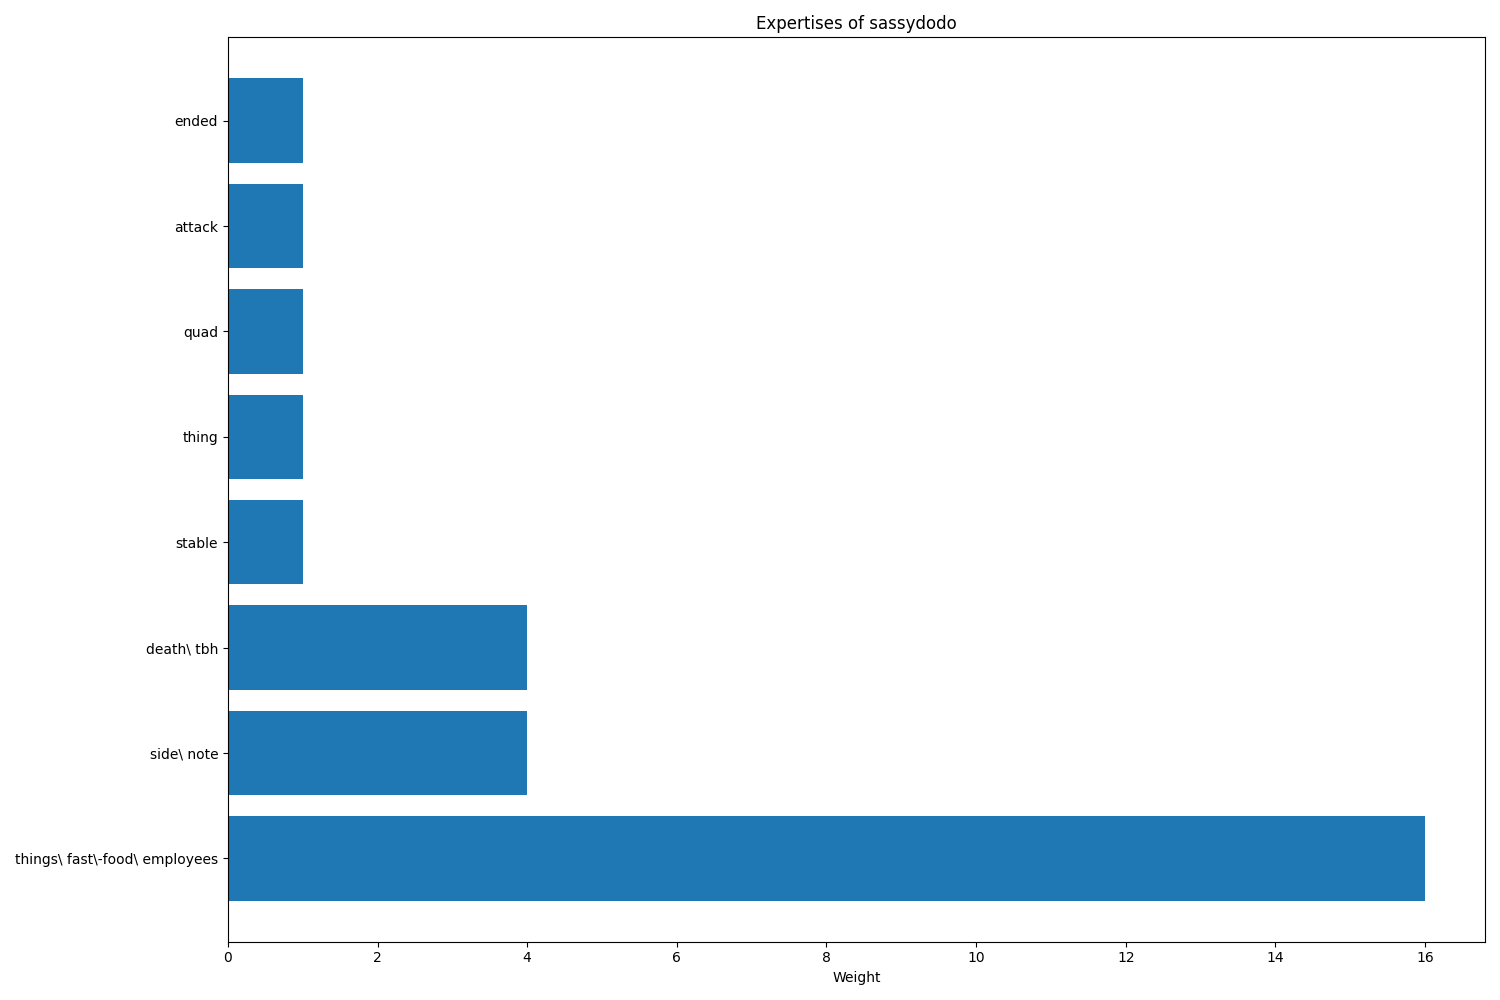 Expertises of sassydodo
ended
attack
quad
thing
stable
death\ tbh
side\ note
things\ fast\-food\ employees
0 2 4 6 8 10 12 14 16
Weight